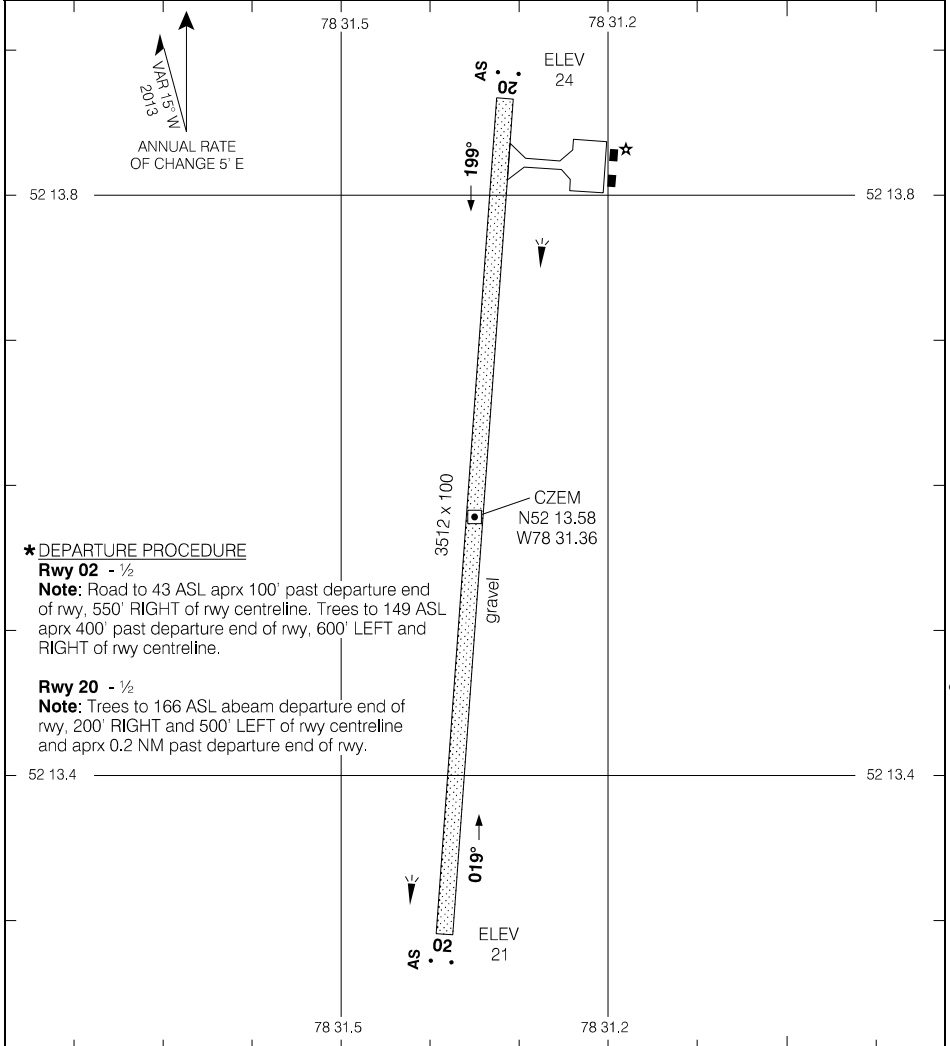 78 31.5
78 31.2
VAR 15° W
2013
ANNUAL RATE
OF CHANGE 5' E
AS
20
ELEV
24
199°
52 13.8
52 13.8
3512 x 100
CZEM
N52 13.58
W78 31.36
gravel
*DEPARTURE PROCEDURE
Rwy 02 - ½
Note: Road to 43 ASL aprx 100' past departure end
of rwy, 550' RIGHT of rwy centreline. Trees to 149 ASL
aprx 400' past departure end of rwy, 600' LEFT and
RIGHT of rwy centreline.
Rwy 20 - ½
Note: Trees to 166 ASL abeam departure end of
rwy, 200' RIGHT and 500' LEFT of rwy centreline
and aprx 0.2 NM past departure end of rwy.
52 13.4
52 13.4
019°
AS
02
ELEV
21
78 31.5
78 31.2